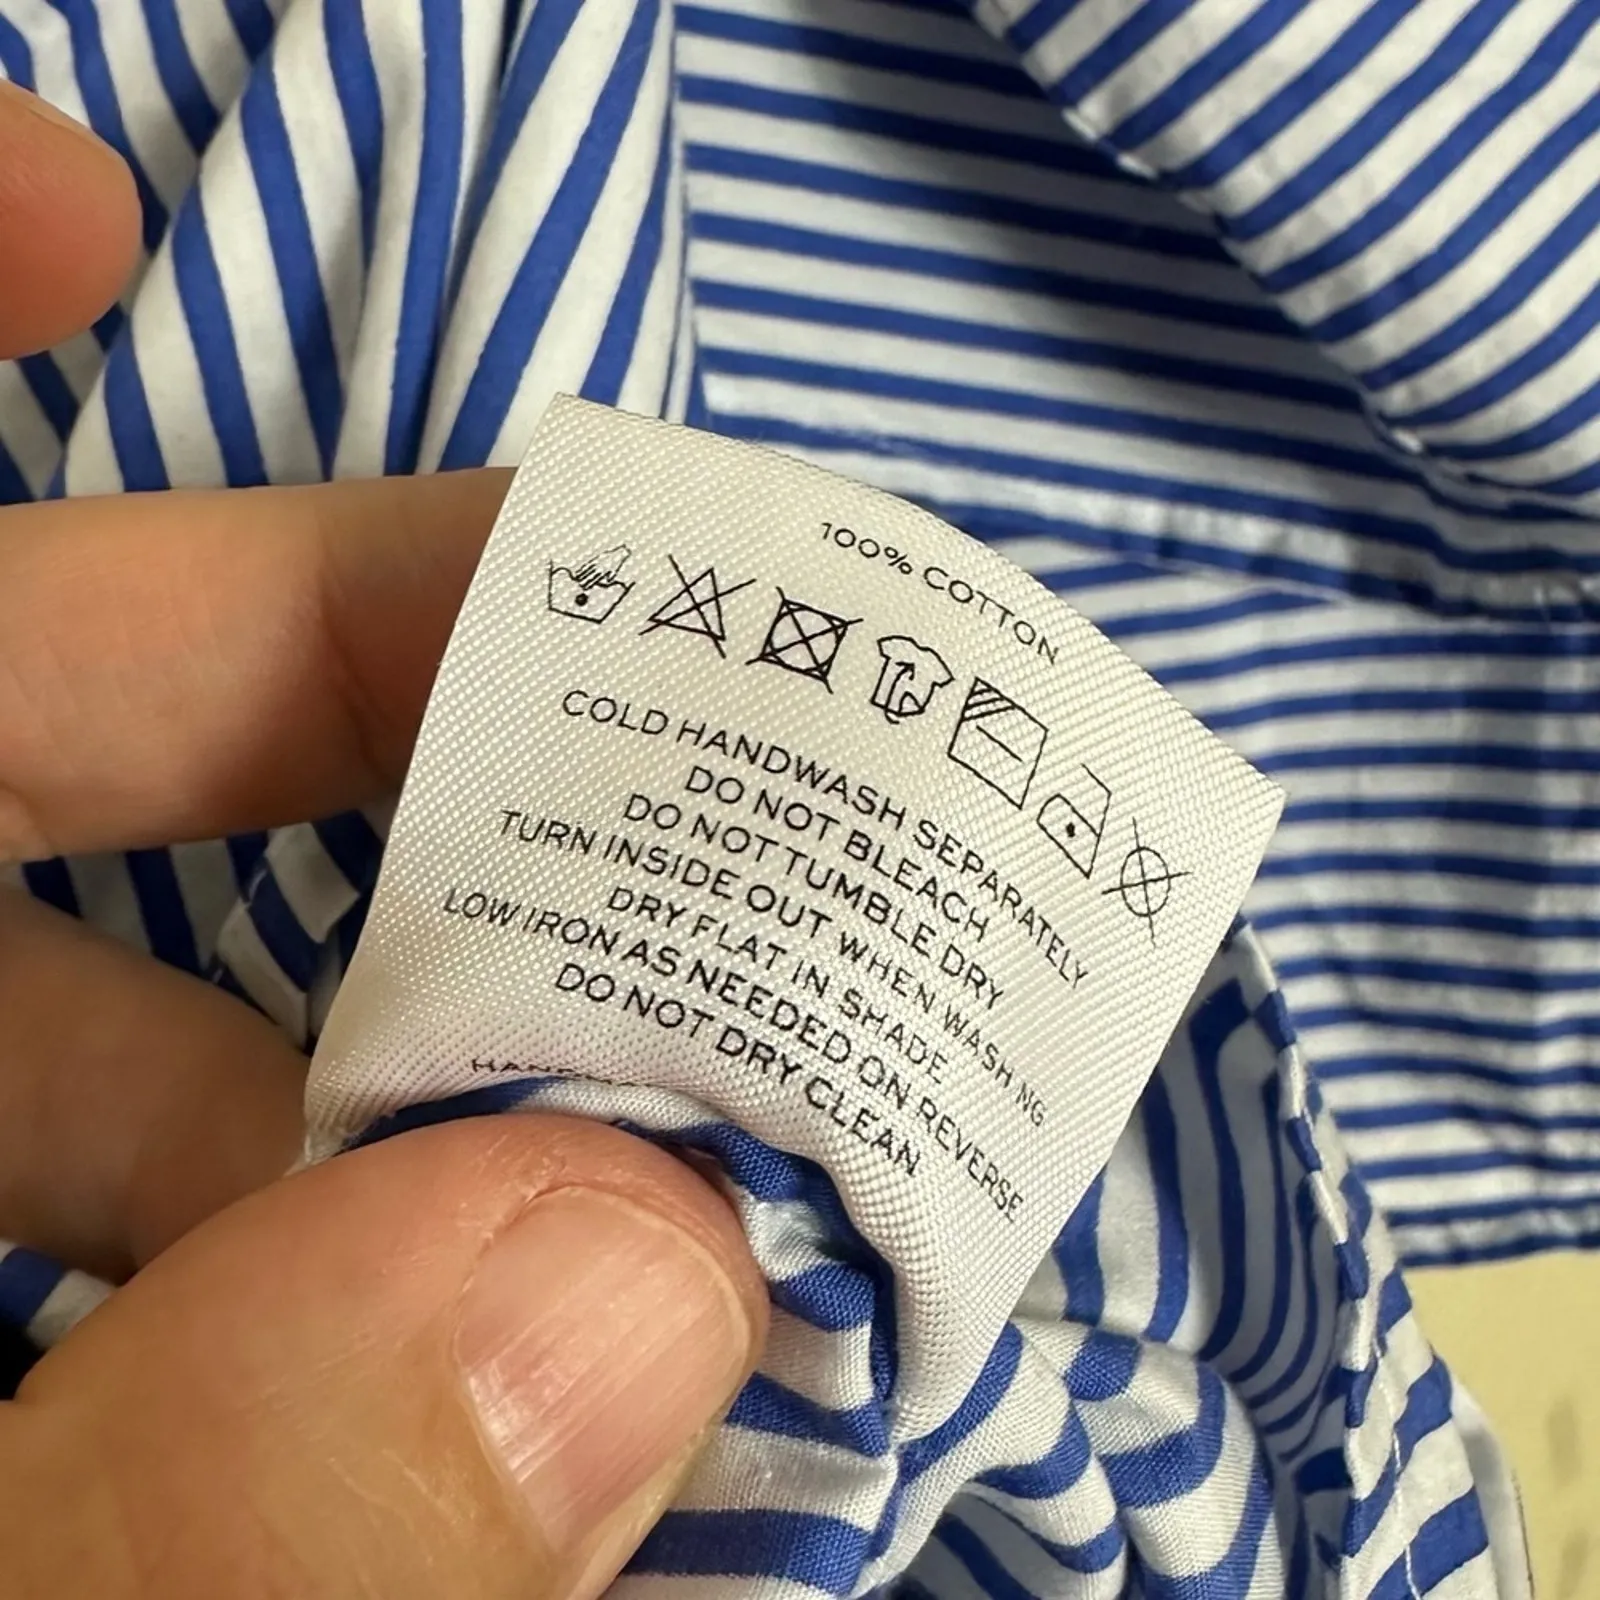 100% COTTON
COLD HANDWASH SEPARATELY
DO NOT BLEACH
DO NOT TUMBLE DRY
TURN INSIDE OUT WHEN WASHING
DRY FLAT IN SHADE
LOW IRON AS NEEDED ON REVERSE
DO NOT DRY CLEAN